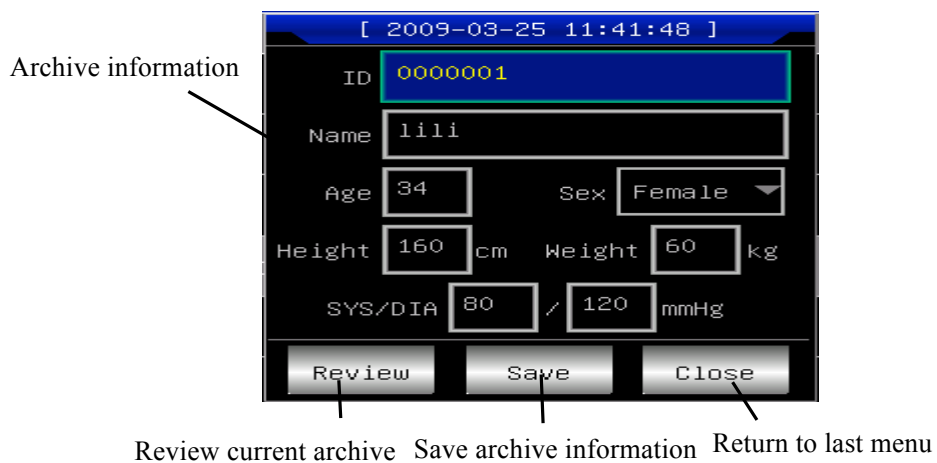 [ 2009-03-25 11:41:48 ]
Archive information
ID 0000001
Name lili
Age 34 Sex Female
Height 160 cm Weight 60 kg
SYS/DIA 80 / 120 mmHg
Review Save Close
Review current archive Save archive information Return to last menu